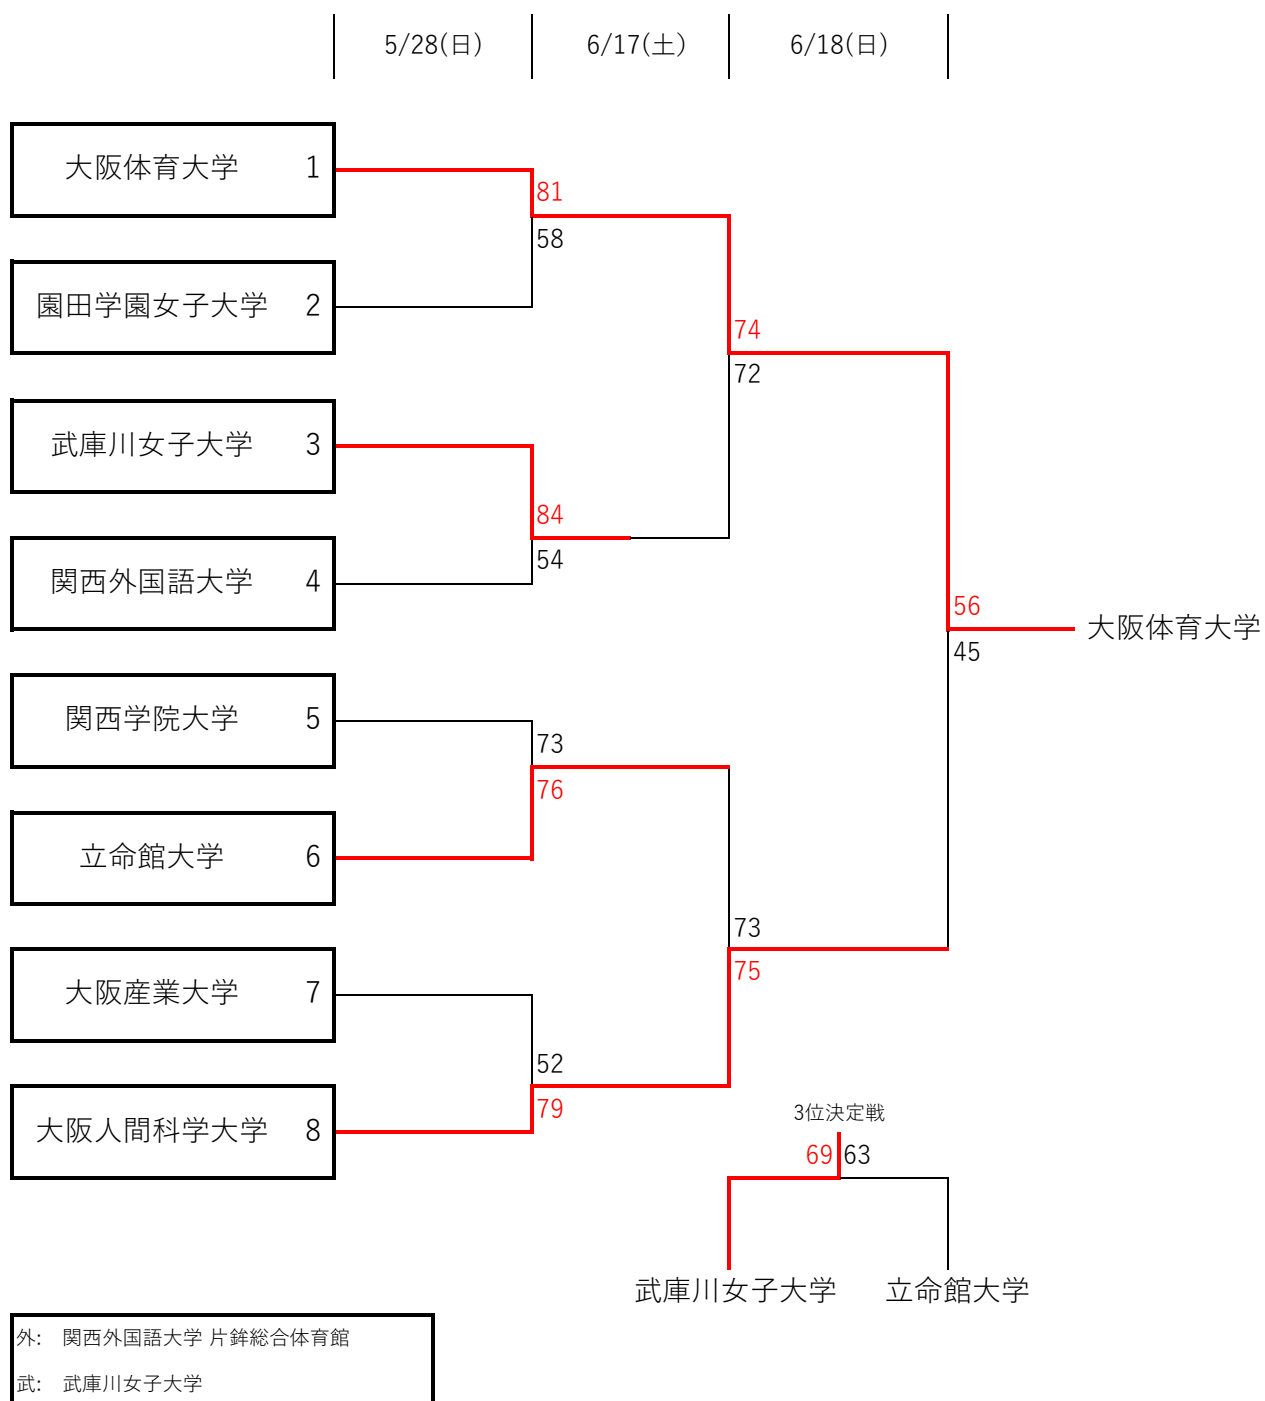 5/28(日) 6/17(土) 6/18(日)
大阪体育大学 1
81
58
園田学園女子大学 2
74
72
武庫川女子大学 3
84
54
関西外国語大学 4
56
45
大阪体育大学
関西学院大学 5
73
76
立命館大学 6
73
75
大阪産業大学 7
52
79
大阪人間科学大学 8
3位決定戦
69 63
武庫川女子大学 立命館大学
外: 関西外国語大学 片鉾総合体育館
武: 武庫川女子大学